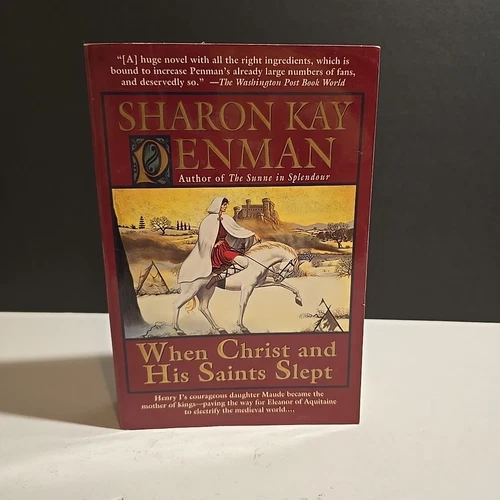 "[A] huge novel with all the right ingredients, which is
bound to increase Penman's already large numbers of fans,
and deservedly so." —The Washington Post Book World
SHARON KAY
PENMAN
Author of The Sunne in Splendour
When Christ and
His Saints Slept
Henry I's courageous daughter Maude became the
mother of kings—paving the way for Eleanor of Aquitaine
to electrify the medieval world....